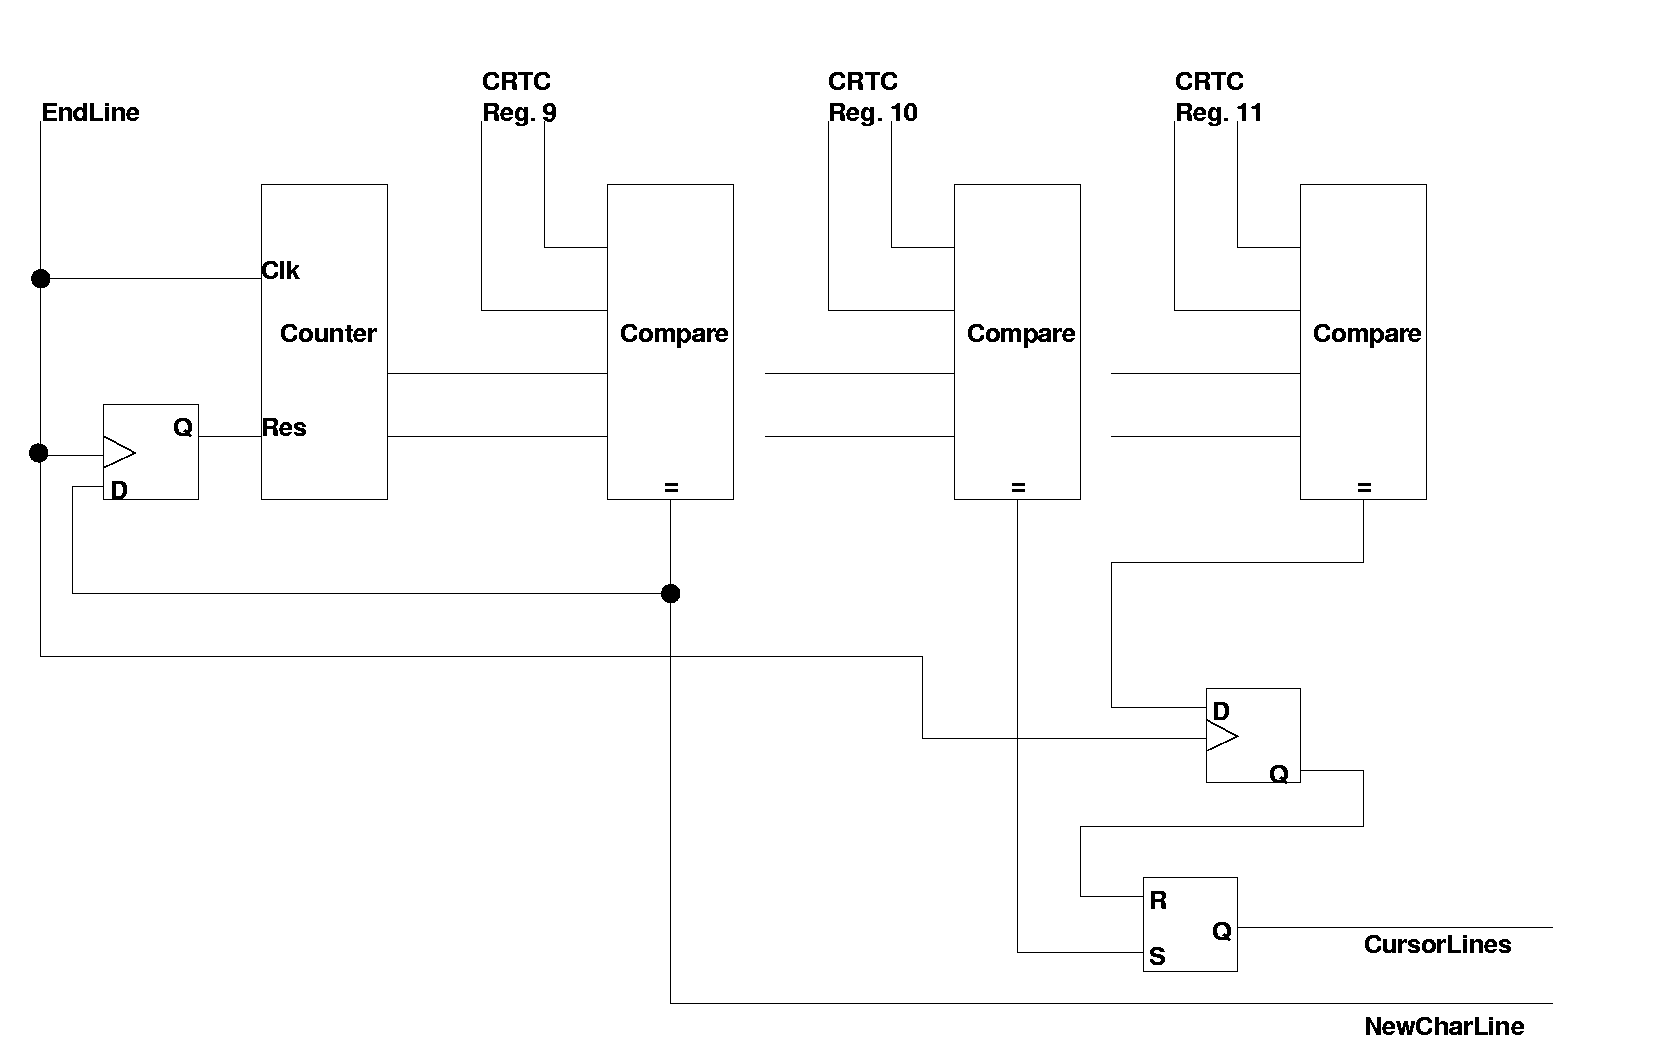 CRTC
Reg. 9
CRTC
Reg. 10
CRTC
Reg. 11
EndLine
Clk
Counter
Compare
Compare
Compare
Q
Res
D
=
=
=
D
Q
R
Q
S
CursorLines
NewCharLine